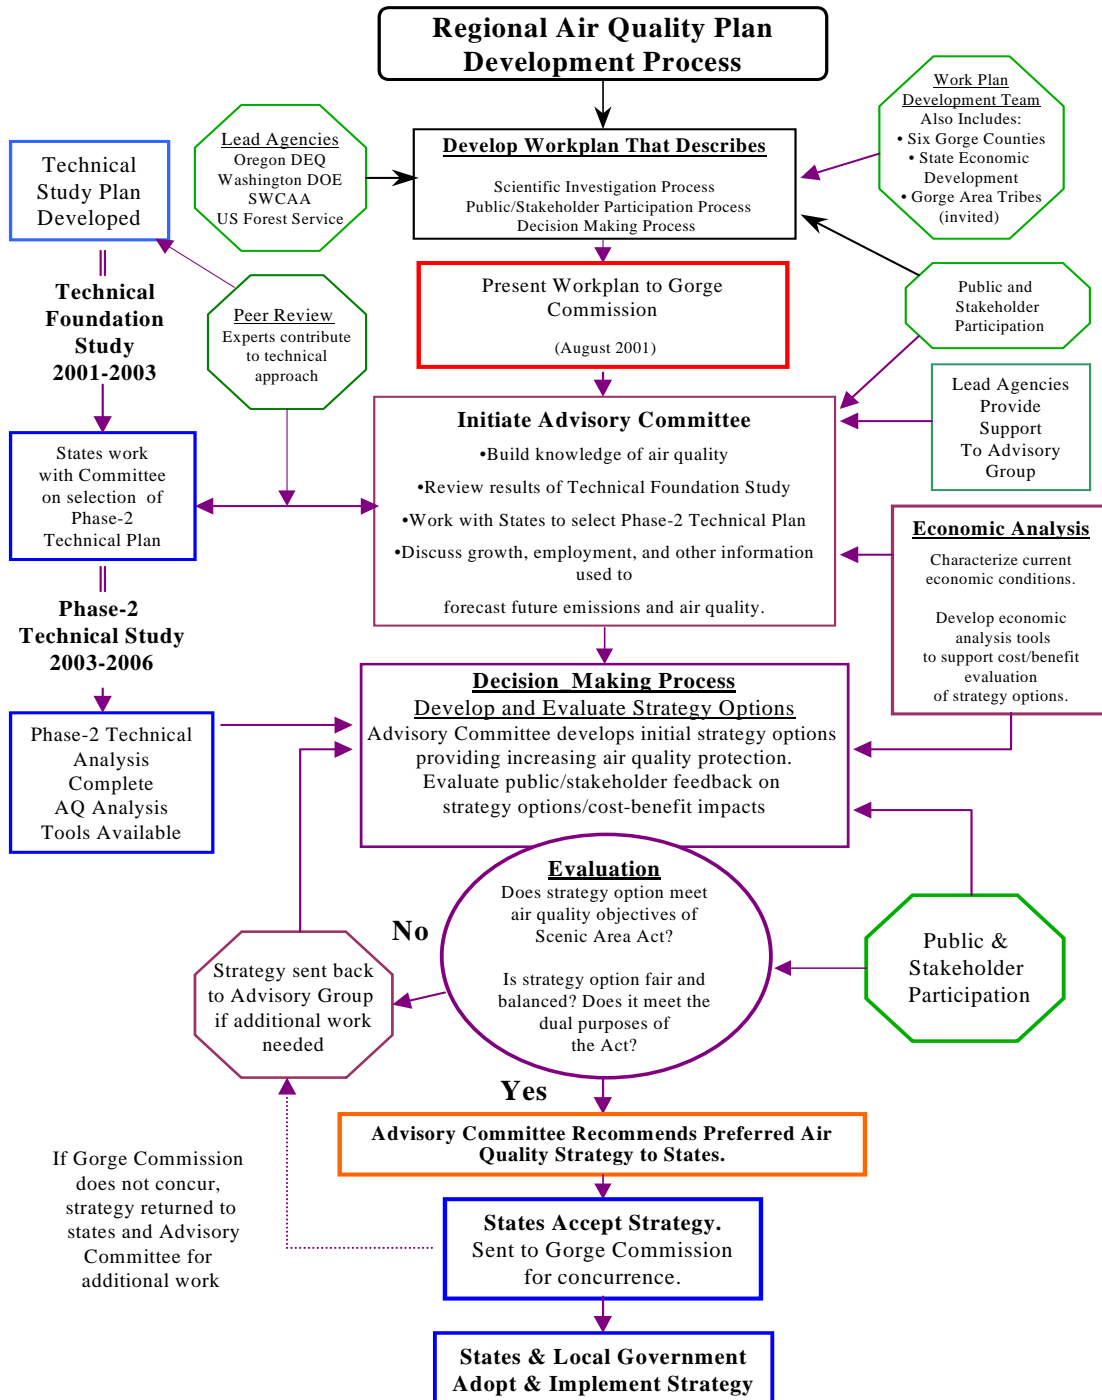 Regional Air Quality Plan
Development Process
Work Plan
Development Team
Also Includes:
• Six Gorge Counties
• State Economic
Development
• Gorge Area Tribes
(invited)
Lead Agencies
Oregon DEQ
Washington DOE
SWCAA
US Forest Service
Develop Workplan That Describes
Scientific Investigation Process
Public/Stakeholder Participation Process
Decision Making Process
Technical
Study Plan
Developed
Technical
Foundation
Study
2001-2003
Peer Review
Experts contribute
to technical
approach
Present Workplan to Gorge
Commission
(August 2001)
Public and
Stakeholder
Participation
Lead Agencies
Provide
Support
To Advisory
Group
Initiate Advisory Committee
•Build knowledge of air quality
•Review results of Technical Foundation Study
•Work with States to select Phase-2 Technical Plan
•Discuss growth, employment, and other information
used to
forecast future emissions and air quality.
States work
with Committee
on selection of
Phase-2
Technical Plan
Economic Analysis
Characterize current
economic conditions.
Develop economic
analysis tools
to support cost/benefit
evaluation
of strategy options.
Phase-2
Technical Study
2003-2006
Decision_Making Process
Develop and Evaluate Strategy Options
Advisory Committee develops initial strategy options
providing increasing air quality protection.
Evaluate public/stakeholder feedback on
strategy options/cost-benefit impacts
Phase-2 Technical
Analysis
Complete
AQ Analysis
Tools Available
Evaluation
Does strategy option meet
air quality objectives of
Scenic Area Act?
Is strategy option fair and
balanced? Does it meet the
dual purposes of
the Act?
No
Strategy sent back
to Advisory Group
if additional work
needed
Public &
Stakeholder
Participation
Yes
Advisory Committee Recommends Preferred Air
Quality Strategy to States.
If Gorge Commission
does not concur,
strategy returned to
states and Advisory
Committee for
additional work
States Accept Strategy.
Sent to Gorge Commission
for concurrence.
States & Local Government
Adopt & Implement Strategy